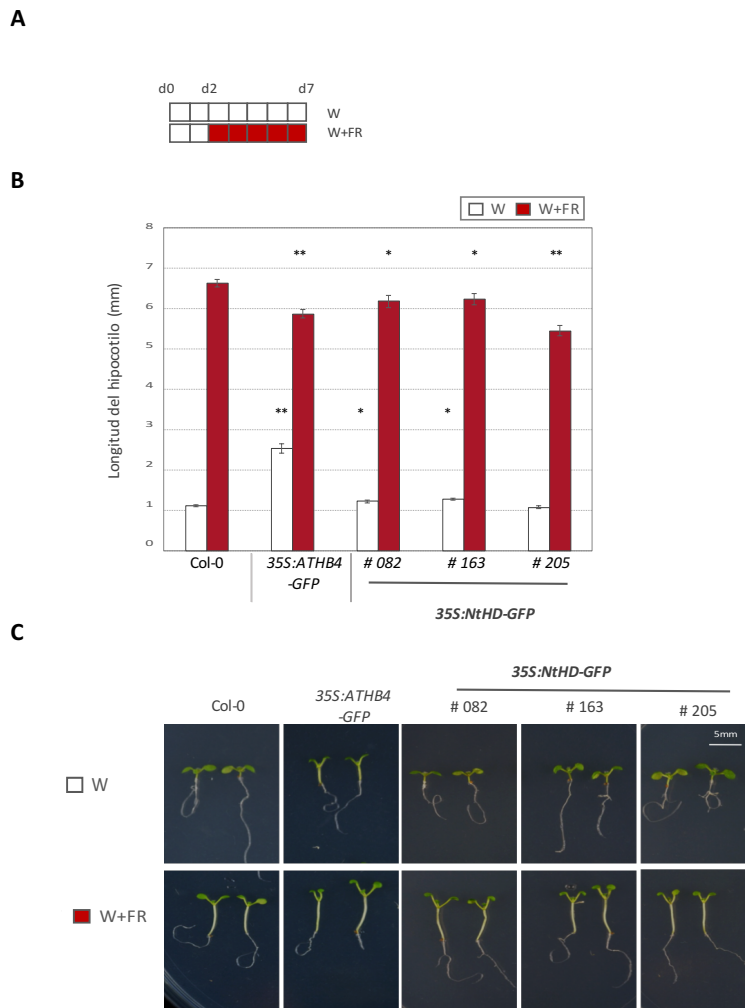 A
d0 d2 d7
W
W+FR
B
W W+FR
8
7
6
5
4
3
2
1
0
Longitud del hipocotilo (mm)
** * * **
** * *
Col-0 35S:ATHB4 # 082 # 163 # 205
-GFP
35S:NtHD-GFP
C
35S:NtHD-GFP
Col-0 35S:ATHB4 # 082 # 163 # 205
-GFP
5mm
W
W+FR